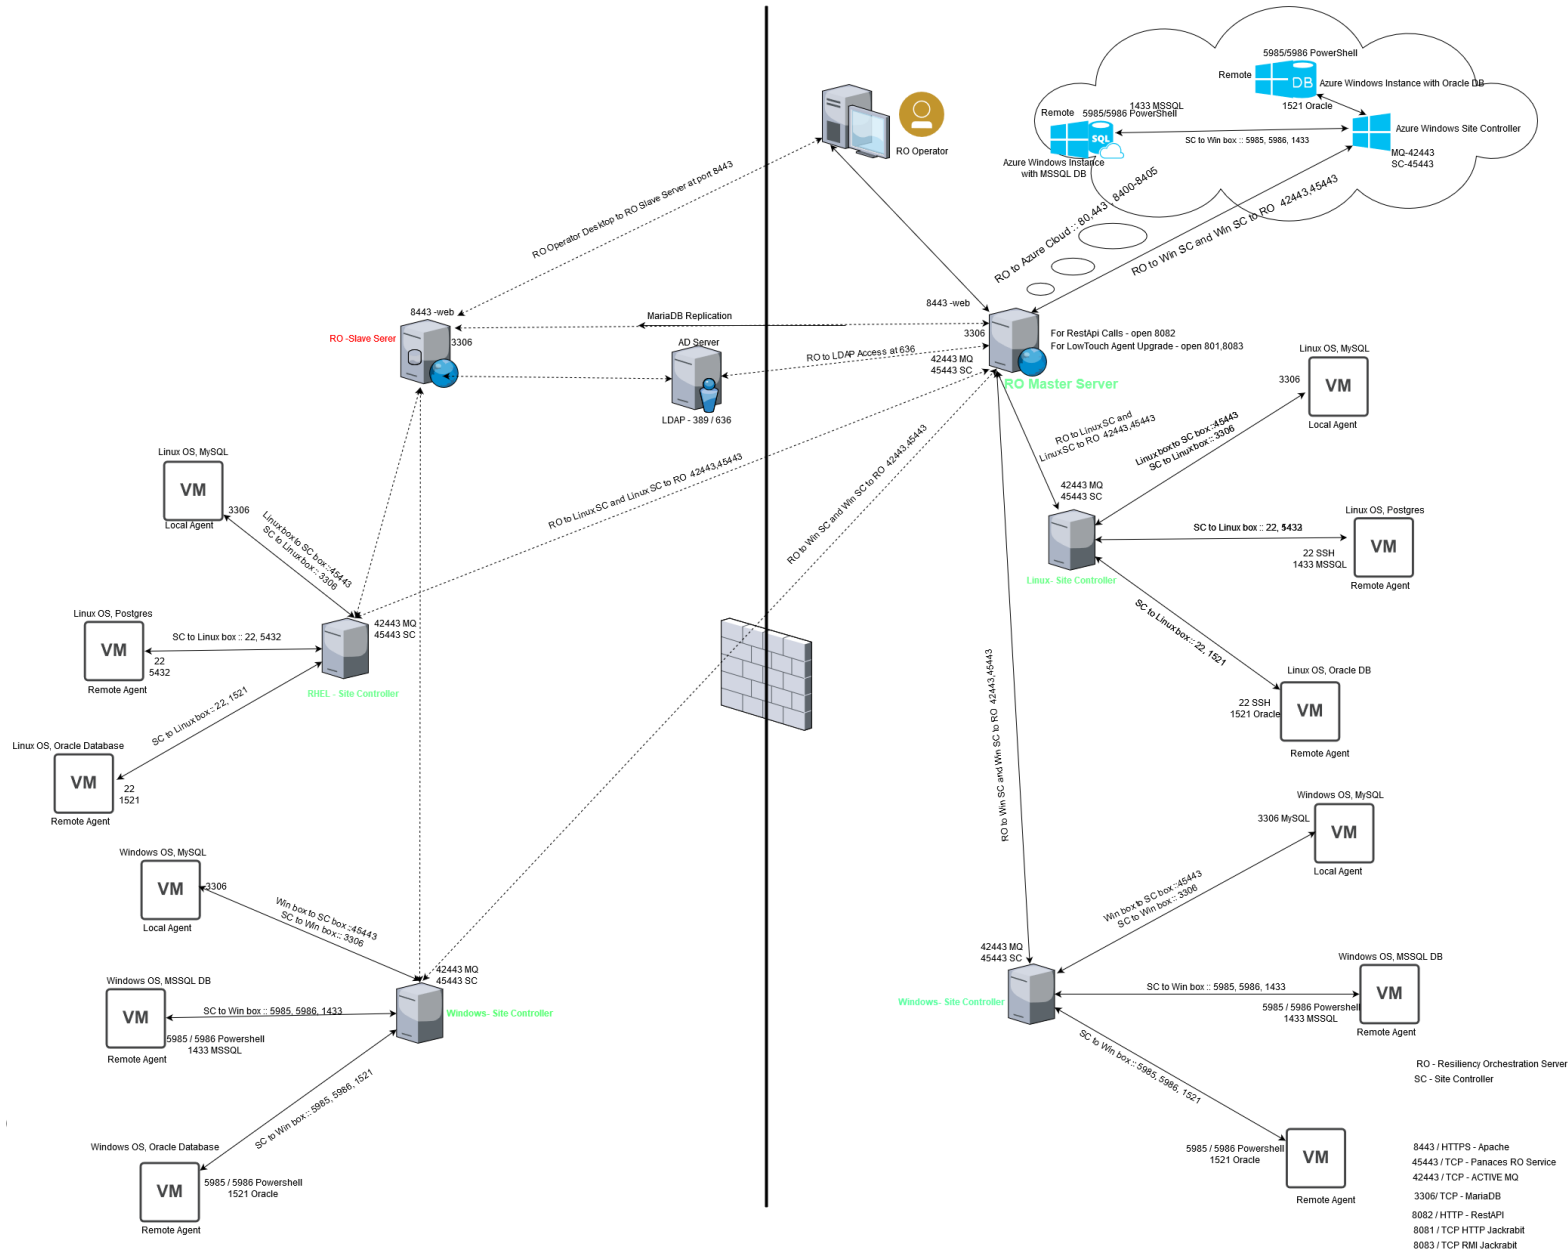 5985/5986 PowerShell
Remote
Azure Windows Instance with Oracle DB
DB
1521 Oracle
1433 MSSQL
Remote
5985/5986 PowerShell
SQL
Azure Windows Site Controller
SC to Win box :: 5985, 5986, 1433
MQ-42443
SC-45443
Azure Windows Instance
with MSSQL DB
RO Operator
RO Operator Desktop to RO Slave Server at port 8443
RO to Azure Cloud :: 80,443 , 8400-8405
RO to Win SC and Win SC to RO 42443,45443
8443 -web
RO -Slave Serer
3306
MariaDB Replication
AD Server
LDAP - 389 / 636
RO to LDAP Access at 636
8443 -web
3306
42443 MQ
45443 SC
For RestApi Calls - open 8082
For LowTouch Agent Upgrade - open 801,8083
RO Master Server
Linux OS, MySQL
3306
VM
Local Agent
RO to Linux SC and
Linux SC to RO 42443,45443
Linux box to SC box ::45443
SC to Linux box :: 3306
42443 MQ
45443 SC
Linux- Site Controller
SC to Linux box :: 22, 5433
Linux OS, Postgres
22 SSH
1433 MSSQL
VM
Remote Agent
SC to Linux box :: 22, 1521
Linux OS, Oracle DB
22 SSH
1521 Oracle
VM
Remote Agent
Linux OS, MySQL
VM
3306
Local Agent
Linux box to SC box ::45443
SC to Linux box :: 3306
RO to Linux SC and Linux SC to RO 42443,45443
RO to Win SC and Win SC to RO 42443,45443
Linux OS, Postgres
VM
22
5432
Remote Agent
SC to Linux box :: 22, 5432
42443 MQ
45443 SC
RHEL - Site Controller
SC to Linux box :: 22, 1521
Linux OS, Oracle Database
VM
22
1521
Remote Agent
RO to Win SC and Win SC to RO 42443,45443
Windows OS, MySQL
VM
3306
Local Agent
Win box to SC box ::45443
SC to Win box :: 3306
42443 MQ
45443 SC
Windows- Site Controller
Windows OS, MSSQL DB
VM
SC to Win box :: 5985, 5986, 1433
5985 / 5986 Powershell
1433 MSSQL
Remote Agent
SC to Win box :: 5985, 5986, 1521
Windows OS, Oracle Database
VM
5985 / 5986 Powershell
1521 Oracle
Remote Agent
Windows OS, MySQL
3306 MySQL
VM
Local Agent
Win box to SC box ::45443
SC to Win box :: 3306
42443 MQ
45443 SC
Windows- Site Controller
Windows OS, MSSQL DB
SC to Win box :: 5985, 5986, 1433
VM
5985 / 5986 Powershell
1433 MSSQL
Remote Agent
SC to Win box :: 5985, 5986, 1521
5985 / 5986 Powershell
1521 Oracle
VM
Remote Agent
RO - Resiliency Orchestration Server
SC - Site Controller
8443 / HTTPS - Apache
45443 / TCP - Panaces RO Service
42443 / TCP - ACTIVE MQ
3306/ TCP - MariaDB
8082 / HTTP - RestAPI
8081 / TCP HTTP Jackrabit
8083 / TCP RMI Jackrabit